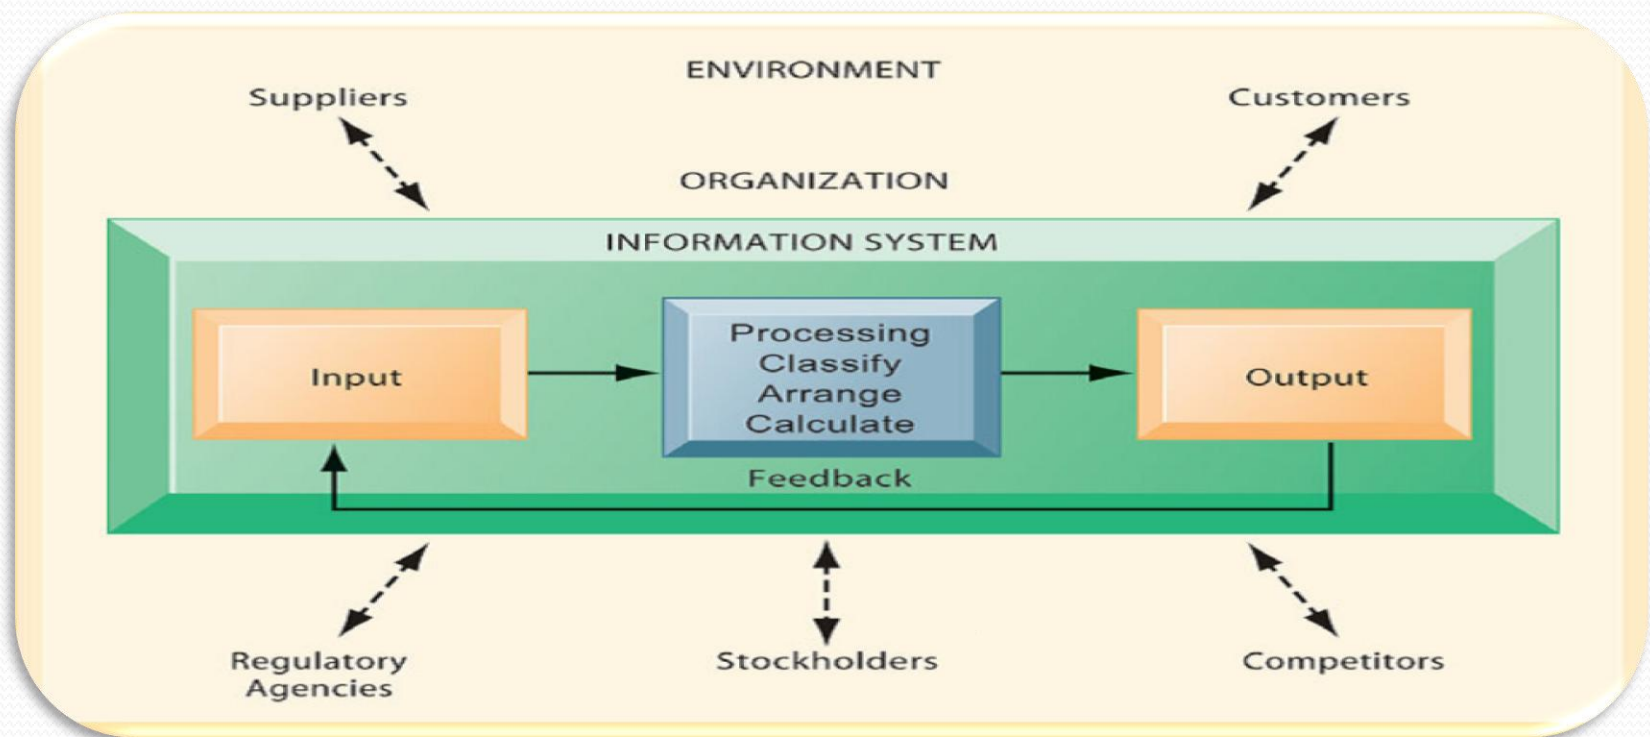 ENVIRONMENT
Suppliers
Customers
ORGANIZATION
INFORMATION SYSTEM
Input
Processing
Classify
Arrange
Calculate
Output
Feedback
Regulatory
Agencies
Stockholders
Competitors